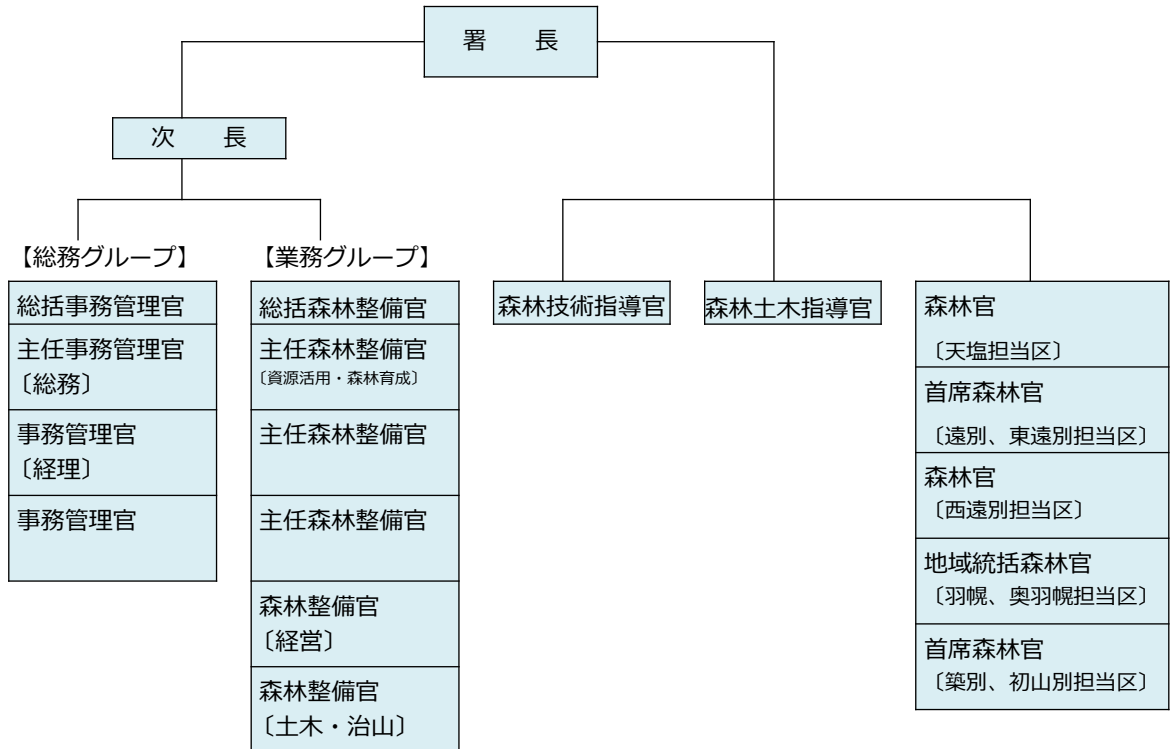 署　長
次　長
【総務グループ】
総括事務管理官
主任事務管理官
〔総務〕
事務管理官
〔経理〕
事務管理官
【業務グループ】
総括森林整備官
主任森林整備官
〔資源活用・森林育成〕
主任森林整備官
主任森林整備官
森林整備官
〔経営〕
森林整備官
〔土木・治山〕
森林技術指導官
森林土木指導官
森林官
〔天塩担当区〕
首席森林官
〔遠別、東遠別担当区〕
森林官
〔西遠別担当区〕
地域統括森林官
〔羽幌、奥羽幌担当区〕
首席森林官
〔築別、初山別担当区〕